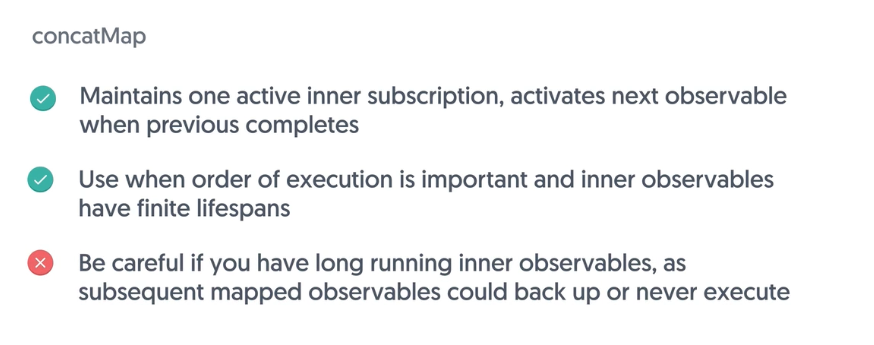 concatMap
Maintains one active inner subscription, activates next observable
when previous completes
Use when order of execution is important and inner observables
have finite lifespans
Be careful if you have long running inner observables, as
subsequent mapped observables could back up or never execute